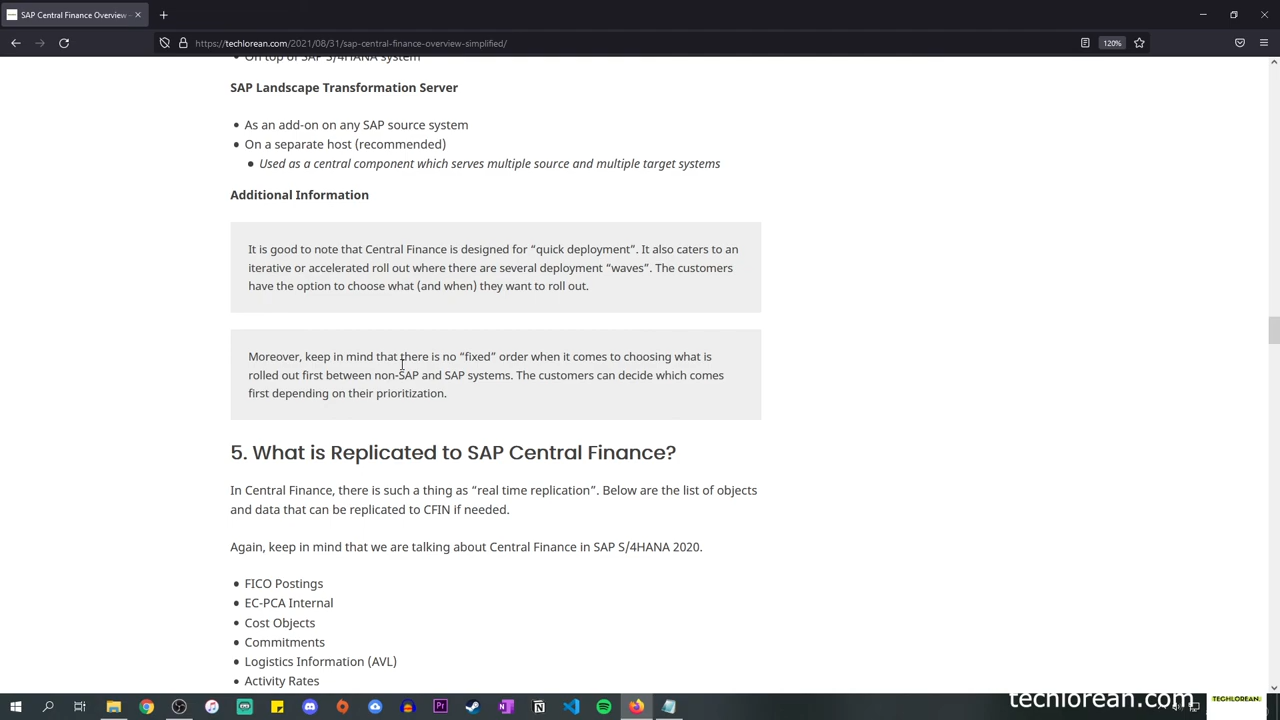 SAP Central Finance Overview -
https://techlorean.com/2021/08/31/sap-central-finance-overview-simplified/
120%
On top of SAP S/4HANA system
SAP Landscape Transformation Server
As an add-on on any SAP source system
On a separate host (recommended)
Used as a central component which serves multiple source and multiple target systems
Additional Information
It is good to note that Central Finance is designed for “quick deployment”. It also caters to an
iterative or accelerated roll out where there are several deployment “waves”. The customers
have the option to choose what (and when) they want to roll out.
Moreover, keep in mind that there is no “fixed” order when it comes to choosing what is
rolled out first between non-SAP and SAP systems. The customers can decide which comes
first depending on their prioritization.
5. What is Replicated to SAP Central Finance?
In Central Finance, there is such a thing as “real time replication”. Below are the list of objects
and data that can be replicated to CFIN if needed.
Again, keep in mind that we are talking about Central Finance in SAP S/4HANA 2020.
FICO Postings
EC-PCA Internal
Cost Objects
Commitments
Logistics Information (AVL)
Activity Rates
techlorean.com
TECHLOREAN